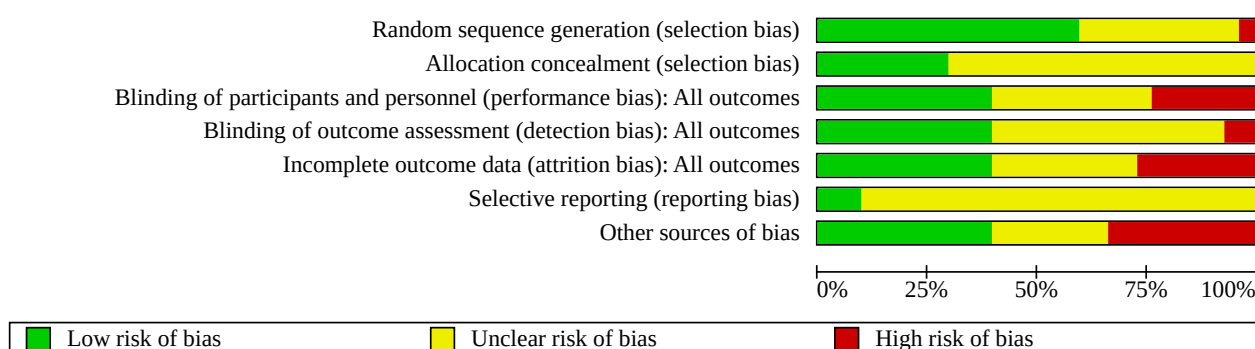 Random sequence generation (selection bias)
Allocation concealment (selection bias)
Blinding of participants and personnel (performance bias): All outcomes
Blinding of outcome assessment (detection bias): All outcomes
Incomplete outcome data (attrition bias): All outcomes
Selective reporting (reporting bias)
Other sources of bias
0% 25% 50% 75% 100%
Low risk of bias Unclear risk of bias High risk of bias